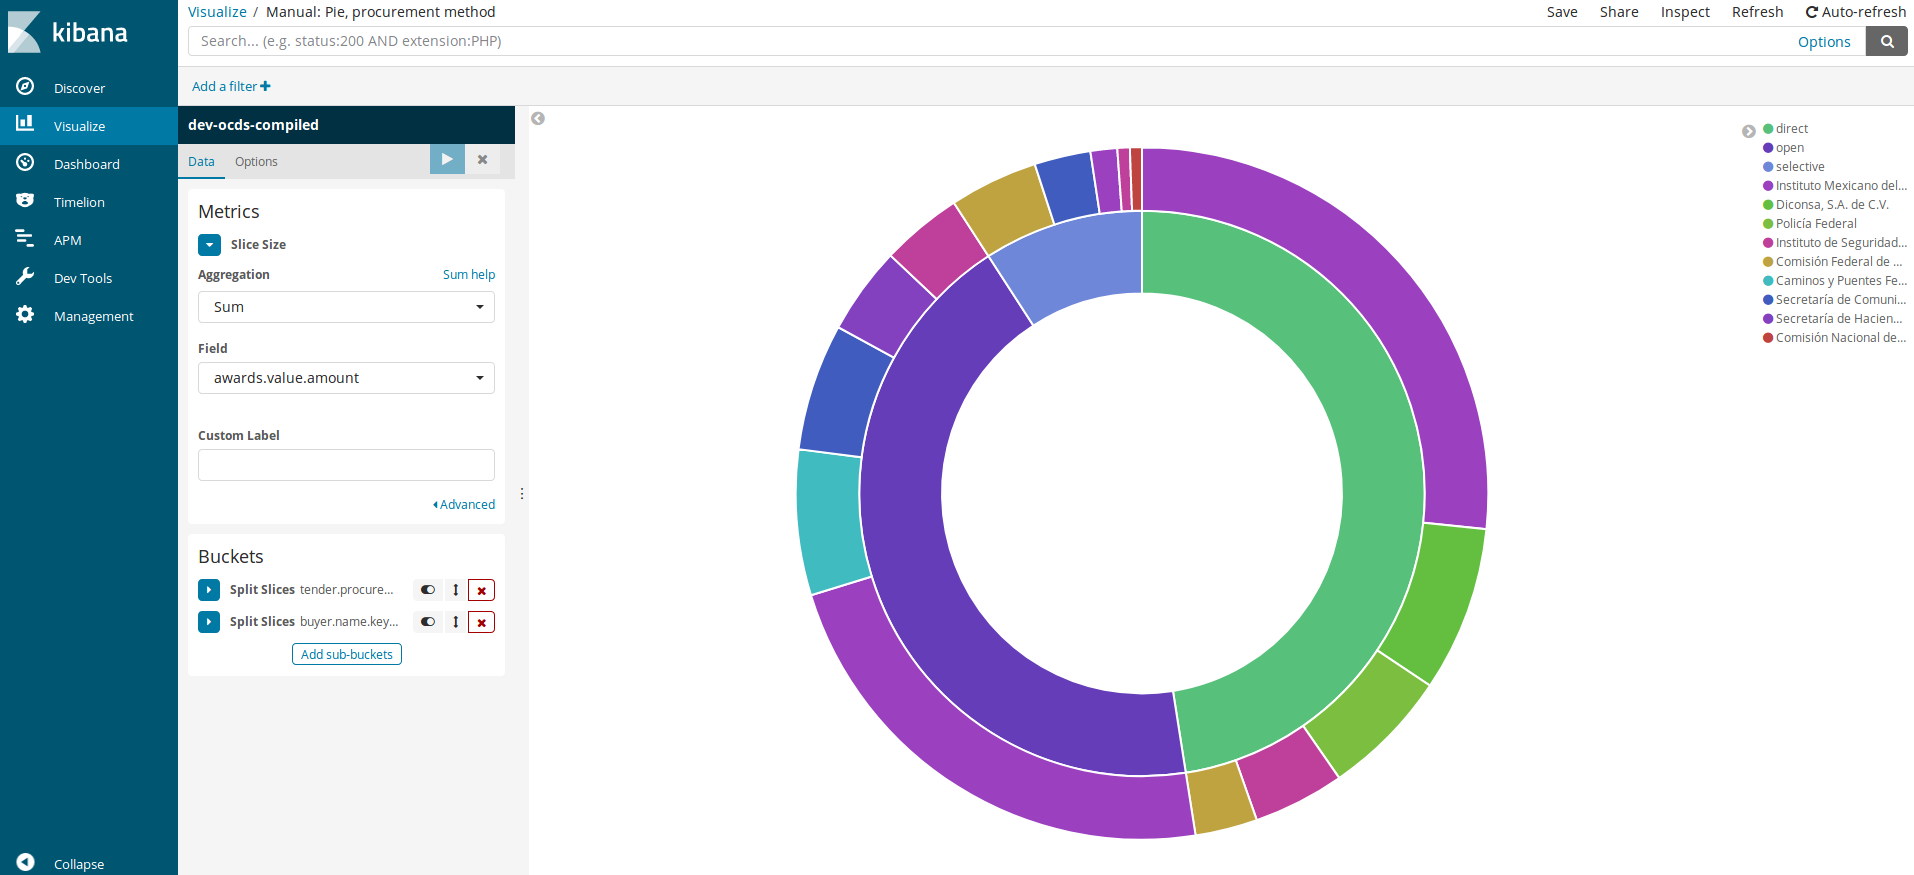 kibana
Discover
Visualize
Dashboard
Timelion
APM
Dev Tools
Management
Collapse
Visualize / Manual: Pie, procurement method
Save Share Inspect Refresh Auto-refresh
Search... (e.g. status:200 AND extension:PHP)
Options
Add a filter
dev-ocds-compiled
Data Options
Metrics
Slice Size
Aggregation Sum help
Sum
Field
awards.value.amount
Custom Label
Advanced
Buckets
Split Slices tender.procure...
Split Slices buyer.name.key...
Add sub-buckets
direct
open
selective
Instituto Mexicano del...
Diconsa, S.A. de C.V.
Policía Federal
Instituto de Seguridad...
Comisión Federal de ...
Caminos y Puentes Fe...
Secretaría de Comuni...
Secretaría de Hacien...
Comisión Nacional de...